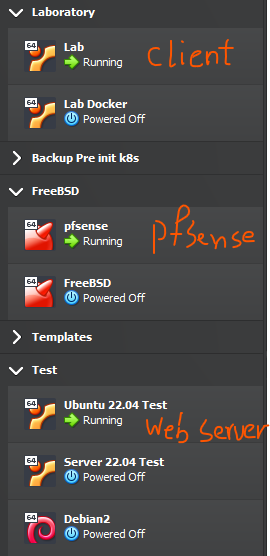 Laboratory
64 Lab
Running
client
64 Lab Docker
Powered Off
Backup Pre init k8s
FreeBSD
64 pfsense
Running
pfsense
64 FreeBSD
Powered Off
Templates
Test
64 Ubuntu 22.04 Test
Running
Web server
64 Server 22.04 Test
Powered Off
64 Debian2
Powered Off